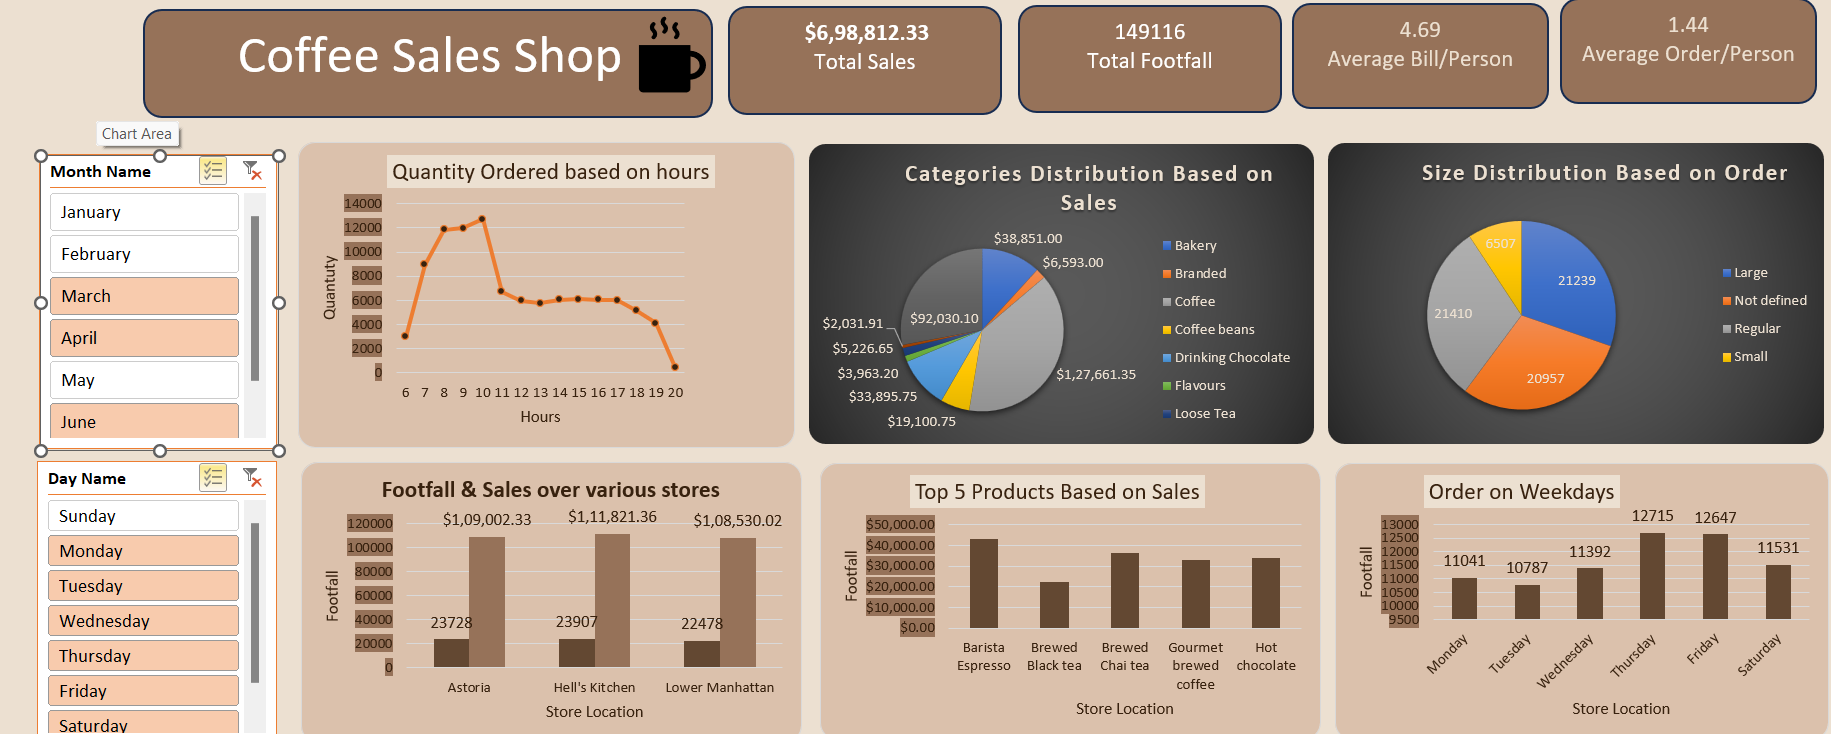 Coffee Sales Shop
$6,98,812.33
Total Sales
149116
Total Footfall
4.69
Average Bill/Person
1.44
Average Order/Person
Chart Area
Month Name
January
February
March
April
May
June
Day Name
Sunday
Monday
Tuesday
Wednesday
Thursday
Friday
Saturday
Quantity Ordered based on hours
Quantuty
14000
12000
10000
8000
6000
4000
2000
0
6 7 8 9 10 11 12 13 14 15 16 17 18 19 20
Hours
Categories Distribution Based on
Sales
$38,851.00
$6,593.00
$1,27,661.35
$19,100.75
$33,895.75
$3,963.20
$5,226.65
$2,031.91
$92,030.10
Bakery
Branded
Coffee
Coffee beans
Drinking Chocolate
Flavours
Loose Tea
Size Distribution Based on Order
21239
20957
21410
6507
Large
Not defined
Regular
Small
Footfall & Sales over various stores
Footfall
120000
100000
80000
60000
40000
20000
0
$1,09,002.33
$1,11,821.36
$1,08,530.02
23728
23907
22478
Astoria
Hell's Kitchen
Lower Manhattan
Store Location
Top 5 Products Based on Sales
Footfall
$50,000.00
$40,000.00
$30,000.00
$20,000.00
$10,000.00
$0.00
Barista
Espresso
Brewed
Black tea
Brewed
Chai tea
Gourmet
brewed
coffee
Hot
chocolate
Store Location
Order on Weekdays
Footfall
13000
12500
12000
11500
11000
10500
10000
9500
11041
10787
11392
12715
12647
11531
Monday
Tuesday
Wednesday
Thursday
Friday
Saturday
Store Location